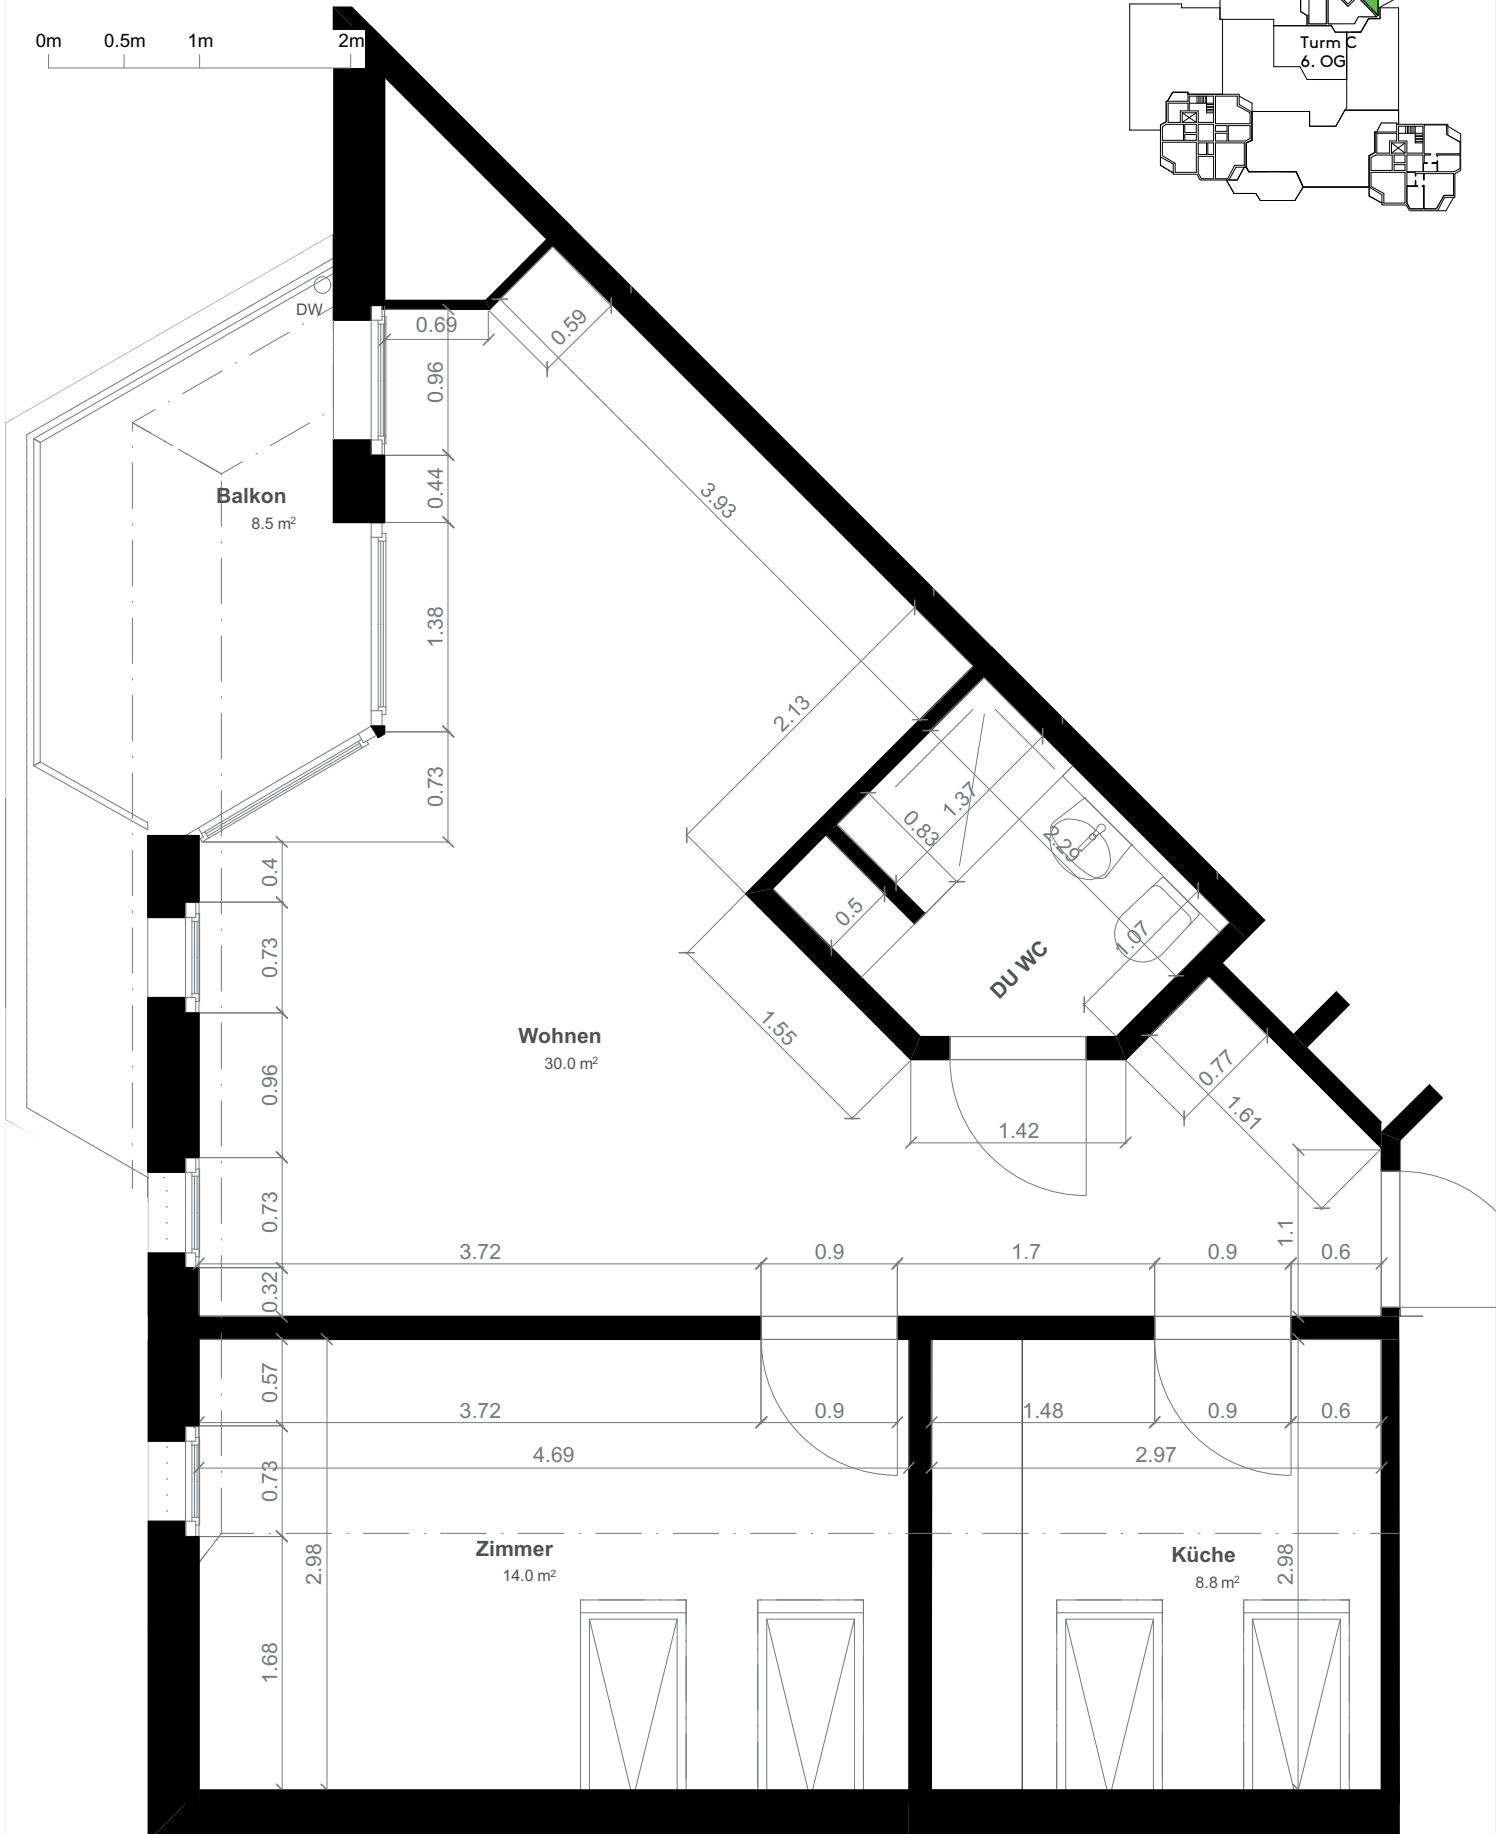 0m 0.5m 1m 2m
Turm C
6. OG
DW
0.69
0.59
0.96
0.44
3.93
Balkon
8.5 m²
1.38
2.13
0.73
1.37
0.83
2.29
0.4
0.5
1.07
0.73
DU WC
Wohnen
30.0 m²
1.55
0.77
0.96
1.61
1.42
0.73
1.1
3.72 0.9 1.7 0.9 0.6
0.32
0.57
3.72 0.9 1.48 0.9 0.6
4.69 2.97
0.73
Zimmer
14.0 m²
2.98
Küche
8.8 m²
2.98
1.68